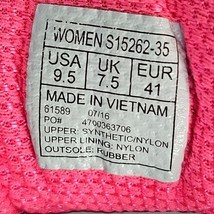 WOMEN S15262-35
USA UK EUR
9.5 7.5 41
MADE IN VIETNAM
61589 07/16
PO# 4700363706
UPPER: SYNTHETIC/NYLON
UPPER LINING: NYLON
OUTSOLE: RUBBER